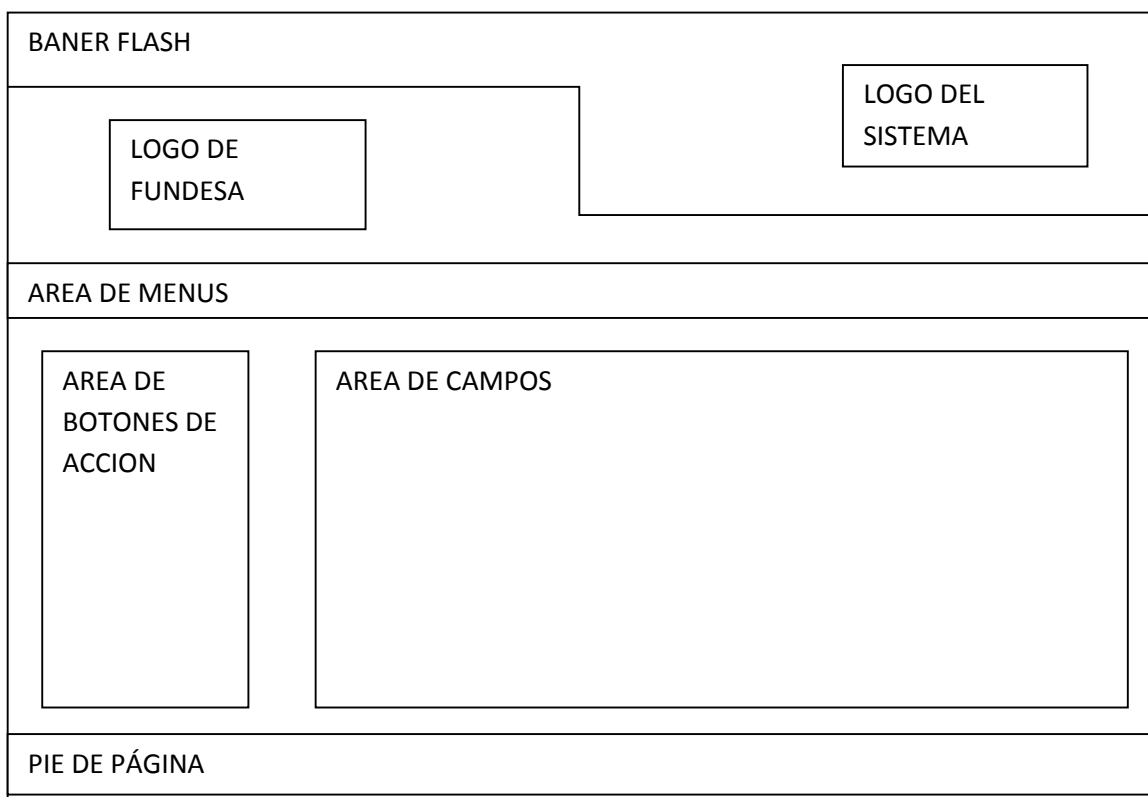 BANER FLASH
LOGO DEL
SISTEMA
LOGO DE
FUNDESA
AREA DE MENUS
AREA DE
BOTONES DE
ACCION
AREA DE CAMPOS
PIE DE PÁGINA